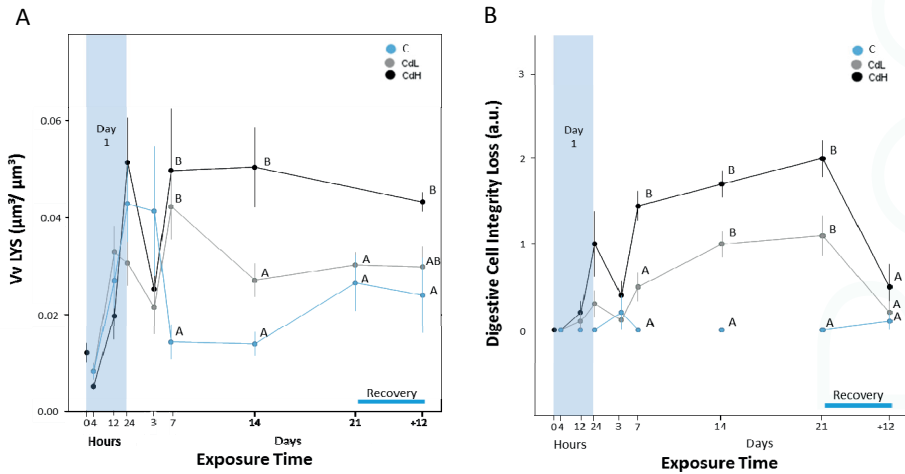 A
C
CdL
CdH
Day
1
0.06
0.04
0.02
0.00
Vv LYS (µm³/ µm³)
B
B
B
B
A
A
AB
A
A
A
A
Recovery
0 4 12 24 3 7 14 21 +12
Hours
Days
Exposure Time
B
C
CdL
CdH
Day
1
3
2
1
0
Digestive Cell Integrity Loss (a.u.)
B
B
B
B
B
A
A
A
A
A
A
A
A
Recovery
0 4 12 24 3 7 14 21 +12
Hours
Days
Exposure Time